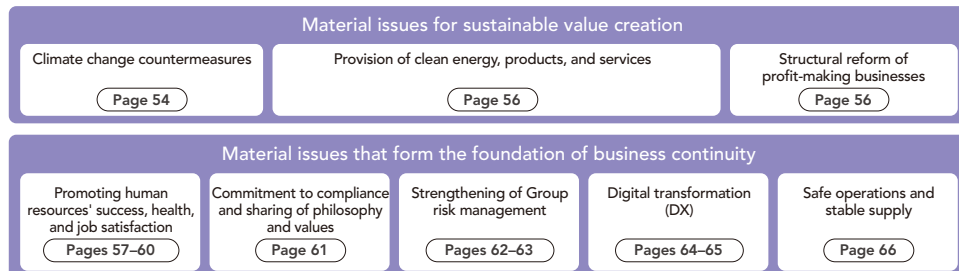 Material issues for sustainable value creation
Climate change countermeasures
Page 54
Provision of clean energy, products, and services
Page 56
Structural reform of
profit-making businesses
Page 56
Material issues that form the foundation of business continuity
Promoting human
resources' success, health,
and job satisfaction
Pages 57–60
Commitment to compliance
and sharing of philosophy
and values
Page 61
Strengthening of Group
risk management
Pages 62–63
Digital transformation
(DX)
Pages 64–65
Safe operations and
stable supply
Page 66